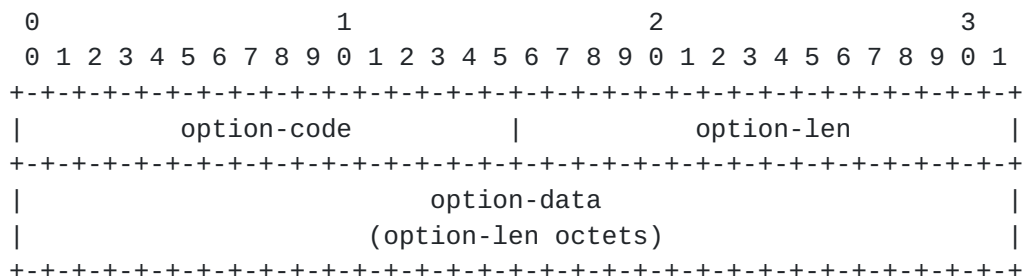 0                   1                   2                   3
 0 1 2 3 4 5 6 7 8 9 0 1 2 3 4 5 6 7 8 9 0 1 2 3 4 5 6 7 8 9 0 1
+-+-+-+-+-+-+-+-+-+-+-+-+-+-+-+-+-+-+-+-+-+-+-+-+-+-+-+-+-+-+-+-+
|          option-code          |           option-len          |
+-+-+-+-+-+-+-+-+-+-+-+-+-+-+-+-+-+-+-+-+-+-+-+-+-+-+-+-+-+-+-+-+
|                          option-data                          |
|                      (option-len octets)                      |
+-+-+-+-+-+-+-+-+-+-+-+-+-+-+-+-+-+-+-+-+-+-+-+-+-+-+-+-+-+-+-+-+